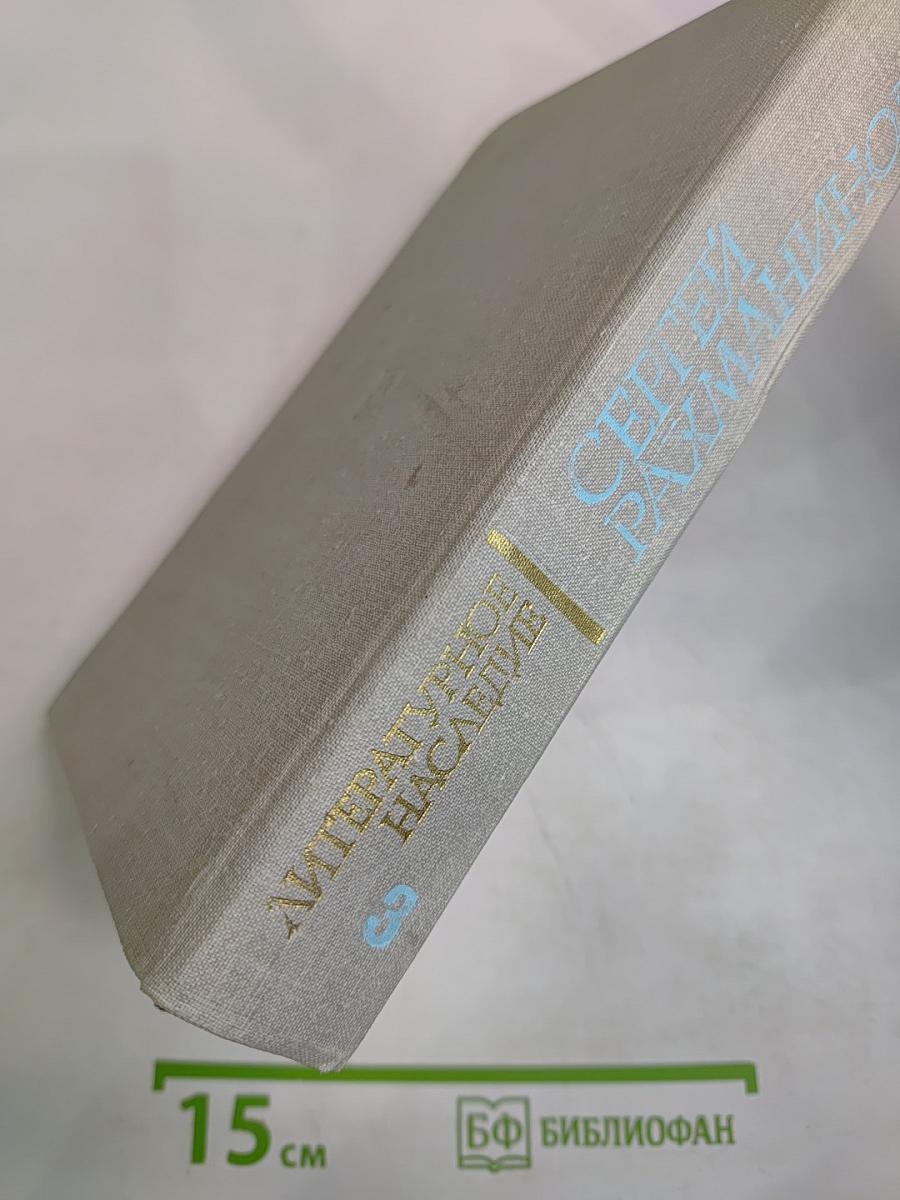 СЕРГЕЙ
РАХМАНИНОВ
ЛИТЕРАТУРНОЕ
НАСЛЕДИЕ
3
15 см
БФ БИБЛИОФАН